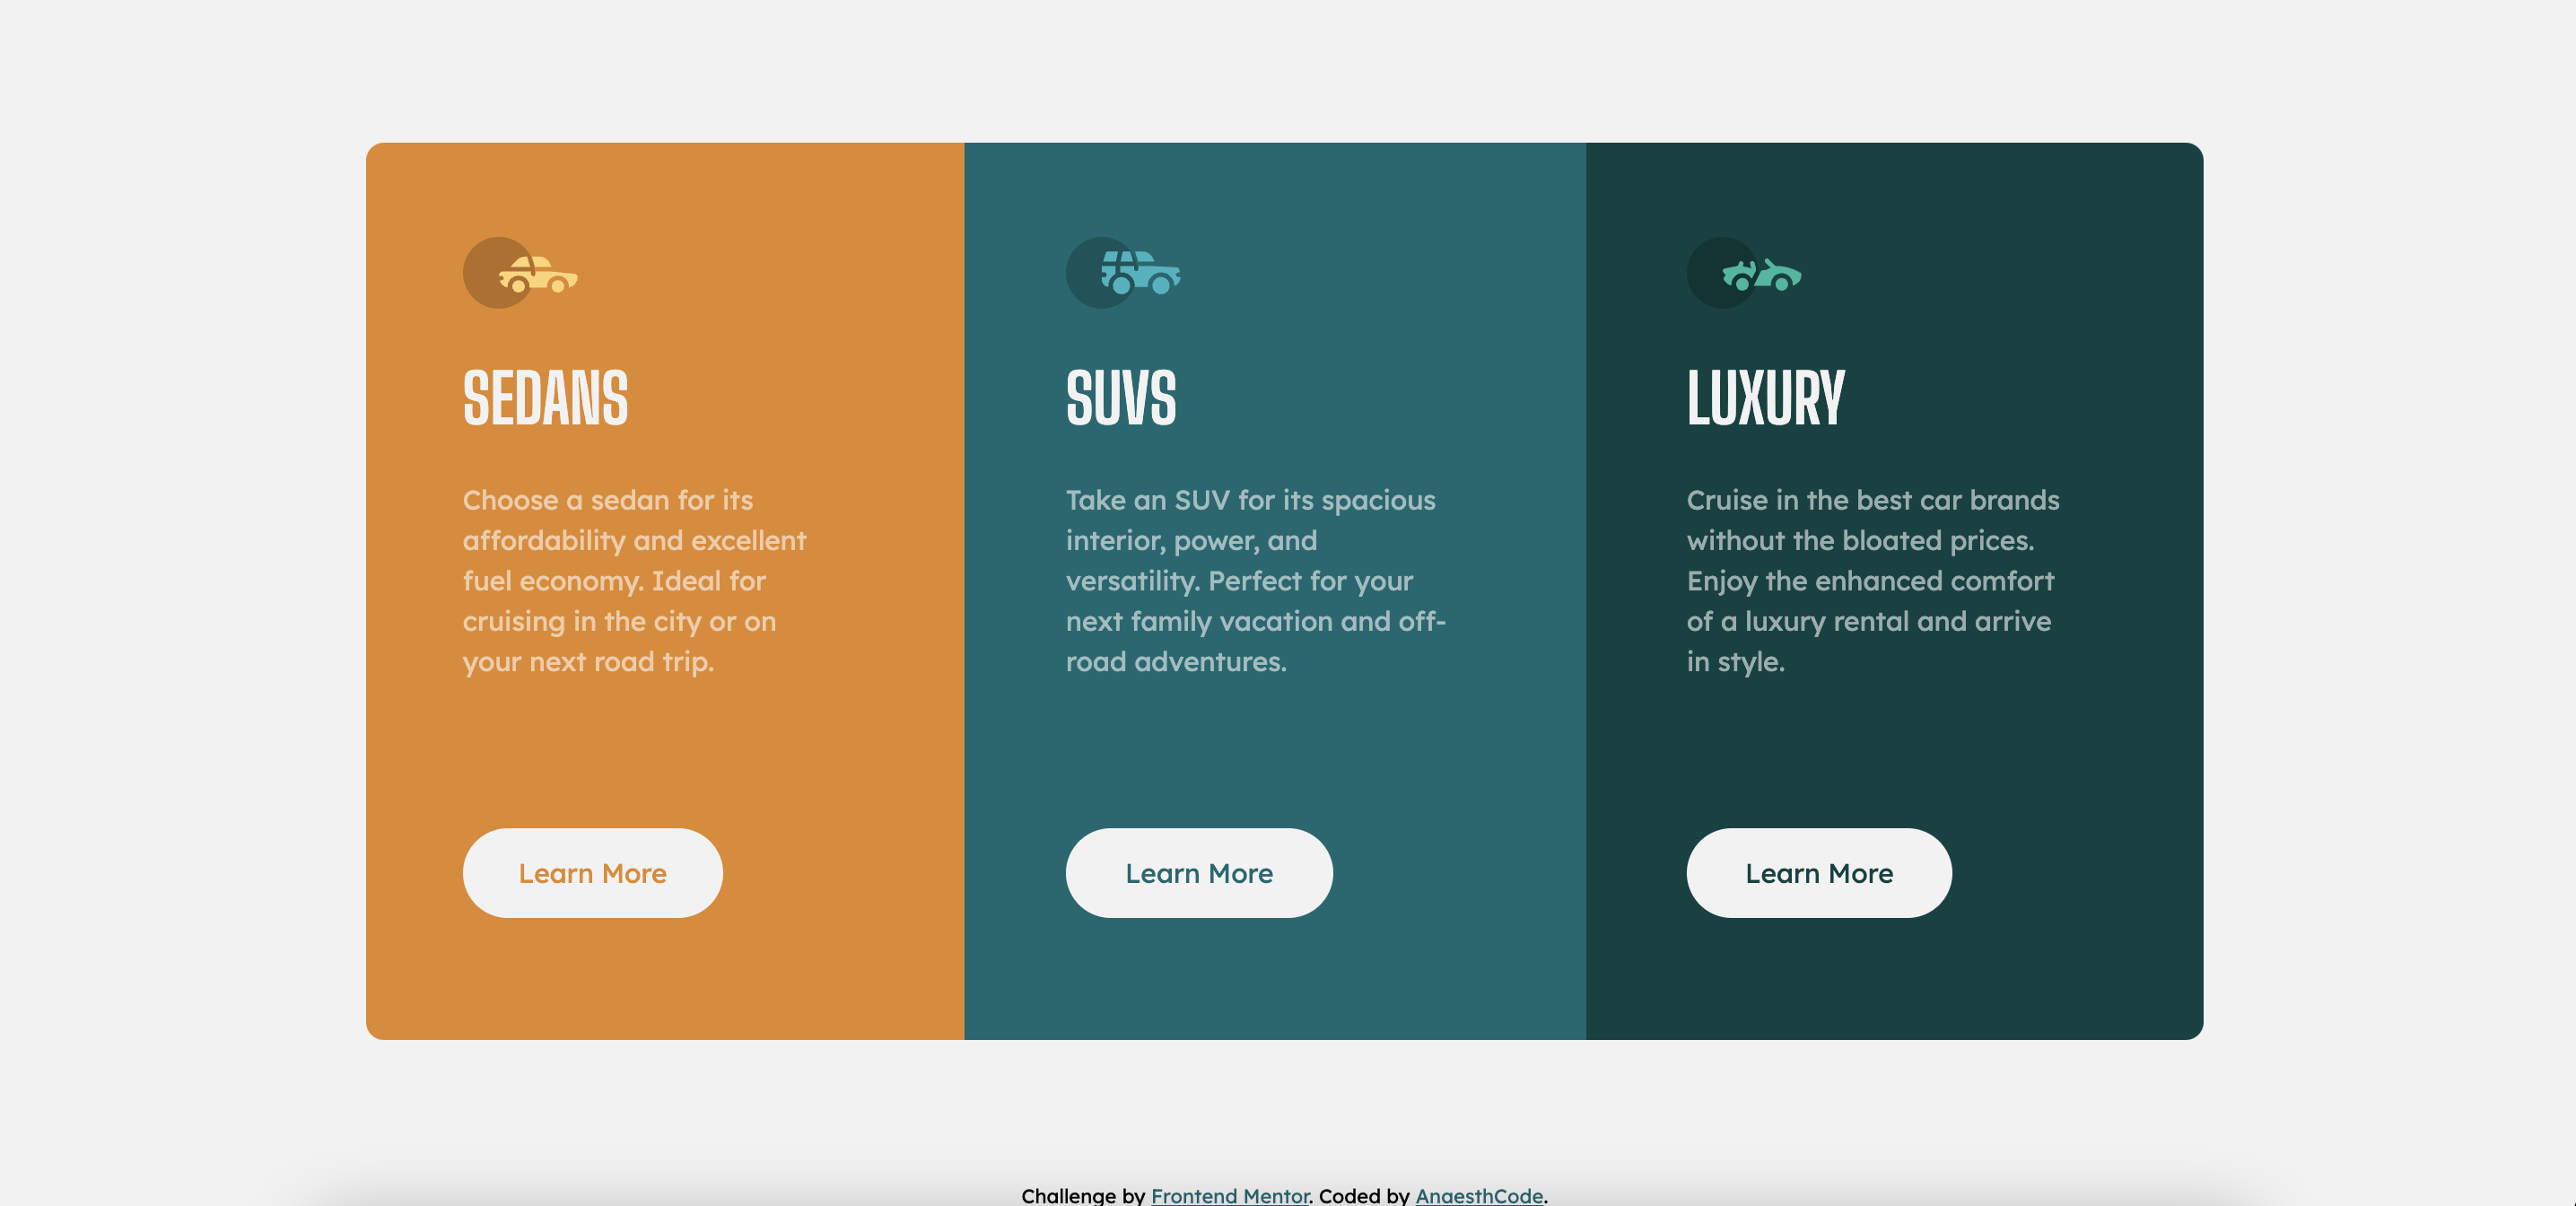 SEDANS
Choose a sedan for its
affordability and excellent
fuel economy. Ideal for
cruising in the city or on
your next road trip.
Learn More
SUVS
Take an SUV for its spacious
interior, power, and
versatility. Perfect for your
next family vacation and off-
road adventures.
Learn More
LUXURY
Cruise in the best car brands
without the bloated prices.
Enjoy the enhanced comfort
of a luxury rental and arrive
in style.
Learn More
Challenge by Frontend Mentor. Coded by AnaesthCode.